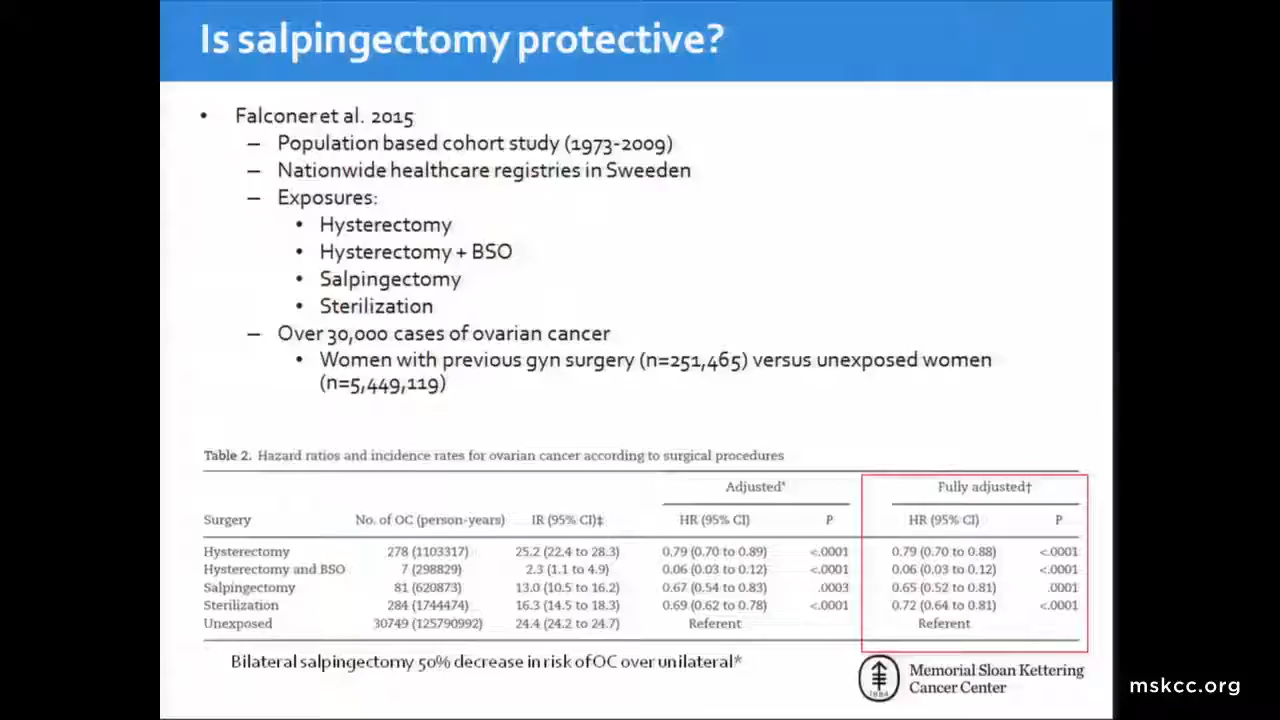 Is salpingectomy protective?
• Falconer et al. 2015
– Population based cohort study (1973-2009)
– Nationwide healthcare registries in Sweeden
– Exposures:
• Hysterectomy
• Hysterectomy + BSO
• Salpingectomy
• Sterilization
– Over 30,000 cases of ovarian cancer
• Women with previous gyn surgery (n=251,465) versus unexposed women
(n=5,449,119)
Table 2. Hazard ratios and incidence rates for ovarian cancer according to surgical procedures
Adjusted* Fully adjusted†
Surgery No. of OC (person-years) IR (95% CI)‡ HR (95% CI) P HR (95% CI) P
Hysterectomy 278 (1103317) 25.2 (22.4 to 28.3) 0.79 (0.70 to 0.89) <.0001 0.79 (0.70 to 0.88) <.0001
Hysterectomy and BSO 7 (298829) 2.3 (1.1 to 4.9) 0.06 (0.03 to 0.12) <.0001 0.06 (0.03 to 0.12) <.0001
Salpingectomy 81 (620873) 13.0 (10.5 to 16.2) 0.67 (0.54 to 0.83) .0003 0.65 (0.52 to 0.81) .0001
Sterilization 284 (1744474) 16.3 (14.5 to 18.3) 0.69 (0.62 to 0.78) <.0001 0.72 (0.64 to 0.81) <.0001
Unexposed 30749 (125790992) 24.4 (24.2 to 24.7) Referent Referent
Bilateral salpingectomy 50% decrease in risk of OC over unilateral*
1884
Memorial Sloan Kettering
Cancer Center
mskcc.org